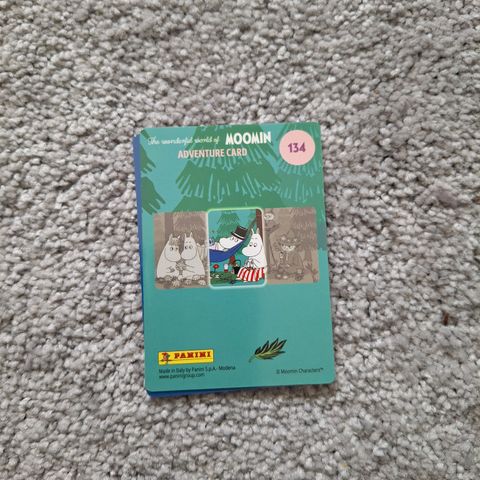 The wonderful world of MOOMIN
ADVENTURE CARD
134
PANINI
Made in Italy by Panini S.p.A. - Modena
www.paninigroup.com
© Moomin Characters™